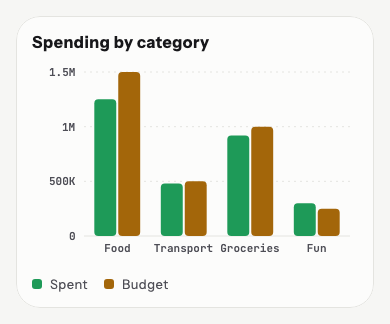 Spending by category
1.5M
1M
500K
0
Food Transport Groceries Fun
Spent Budget